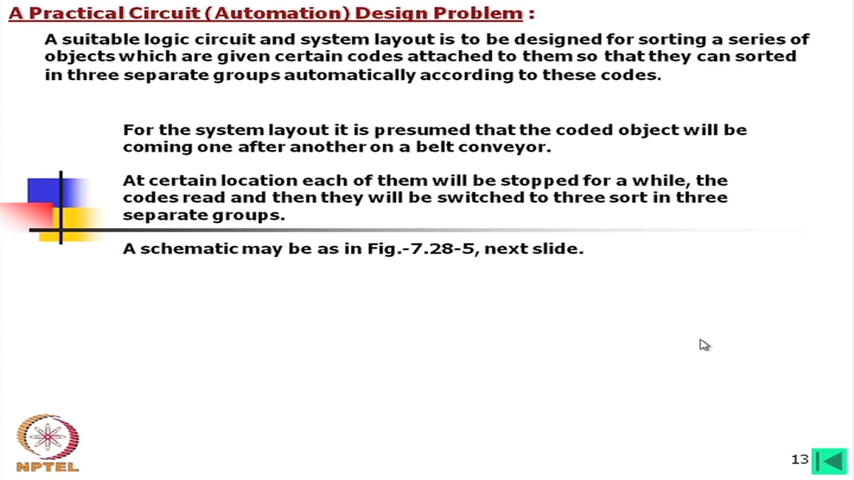 A Practical Circuit (Automation) Design Problem :
A suitable logic circuit and system layout is to be designed for sorting a series of
objects which are given certain codes attached to them so that they can sorted
in three separate groups automatically according to these codes.
For the system layout it is presumed that the coded object will be
coming one after another on a belt conveyor.
At certain location each of them will be stopped for a while, the
codes read and then they will be switched to three sort in three
separate groups.
A schematic may be as in Fig.-7.28-5, next slide.
13
NPTEL